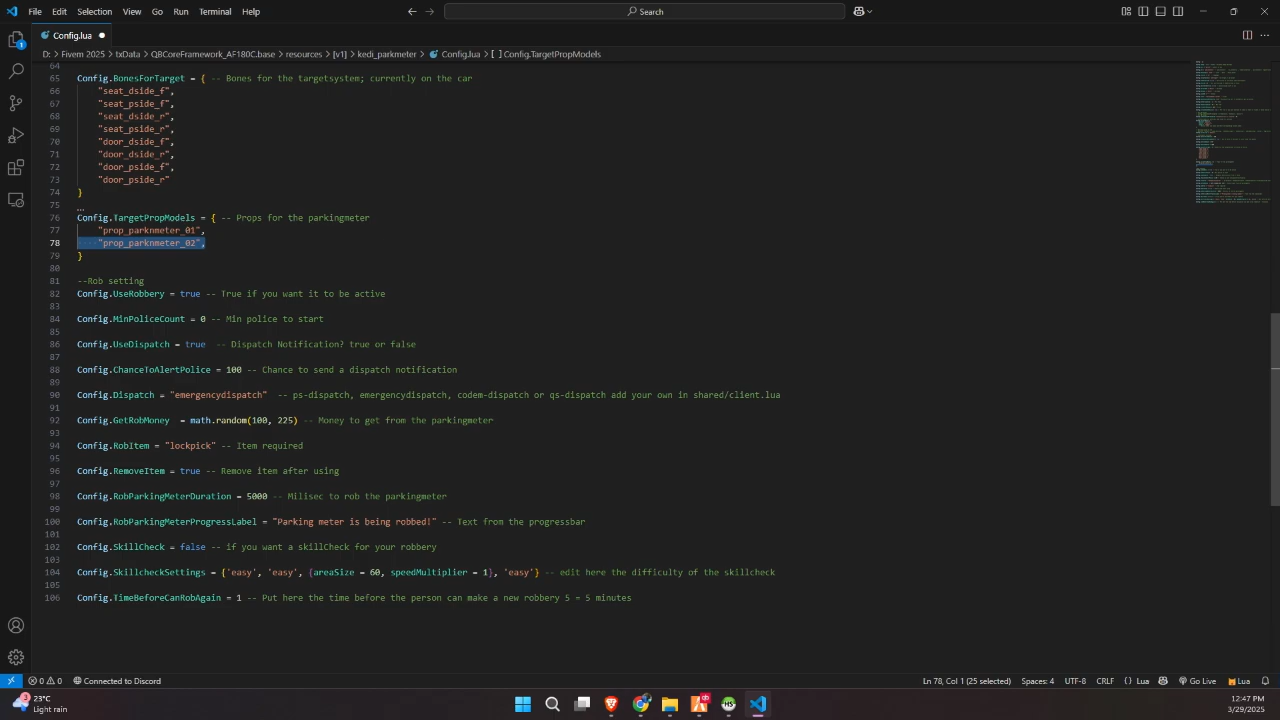 File Edit Selection View Go Run Terminal Help
Search
Config.lua
D: > Fivem 2025 > txData > QBCoreFramework_AF180C.base > resources > [v1] > kedi_parkmeter > Config.lua > [ ] Config.TargetPropModels
64
65 Config.BonesForTarget = { -- Bones for the targetsystem; currently on the car
66 "seat_dside_f",
67 "seat_pside_f",
68 "seat_dside_r",
69 "seat_pside_r",
70 "door_dside_f",
71 "door_dside_r",
72 "door_pside_f",
73 "door_pside_r"
74 }
75
76 Config.TargetPropModels = { -- Props for the parkingmeter
77 "prop_parknmeter_01",
78 "prop_parknmeter_02",
79 }
80
81 --Rob setting
82 Config.UseRobbery = true -- True if you want it to be active
83
84 Config.MinPoliceCount = 0 -- Min police to start
85
86 Config.UseDispatch = true  -- Dispatch Notification? true or false
87
88 Config.ChanceToAlertPolice = 100 -- Chance to send a dispatch notification
89
90 Config.Dispatch = "emergencydispatch"  -- ps-dispatch, emergencydispatch, codem-dispatch or qs-dispatch add your own in shared/client.lua
91
92 Config.GetRobMoney  = math.random(100, 225) -- Money to get from the parkingmeter
93
94 Config.RobItem = "lockpick" -- Item required
95
96 Config.RemoveItem = true -- Remove item after using
97
98 Config.RobParkingMeterDuration = 5000 -- Milisec to rob the parkingmeter
99
100 Config.RobParkingMeterProgressLabel = "Parking meter is being robbed!" -- Text from the progressbar
101
102 Config.SkillCheck = false -- if you want a skillCheck for your robbery
103
104 Config.SkillcheckSettings = {'easy', 'easy', {areaSize = 60, speedMultiplier = 1}, 'easy'} -- edit here the difficulty of the skillcheck
105
106 Config.TimeBeforeCanRobAgain = 1 -- Put here the time before the person can make a new robbery 5 = 5 minutes
0 0 Connected to Discord Ln 78, Col 1 (25 selected) Spaces: 4 UTF-8 CRLF { } Lua Go Live Lua
23°C
Light rain
12:47 PM
3/29/2025